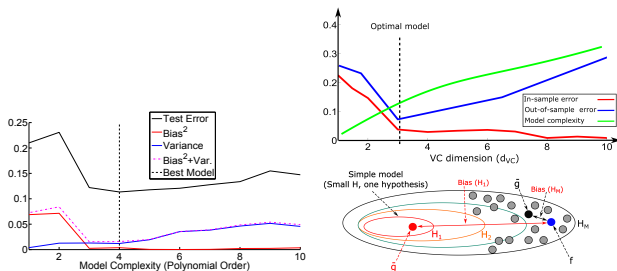 0.25
0.2
0.15
0.1
0.05
0
2
4
6
8
10
Model Complexity (Polynomial Order)
Test Error
Bias²
Variance
Bias²+Var.
Best Model
Optimal model
0.4
0.3
0.2
0.1
0
2
4
6
8
10
VC dimension (dVC)
In-sample error
Out-of-sample error
Model complexity
Simple model
(Small H, one hypothesis)
Bias (H₁)
ḡ
Bias (HM)
H₁
H₂
HM
ḡ
f